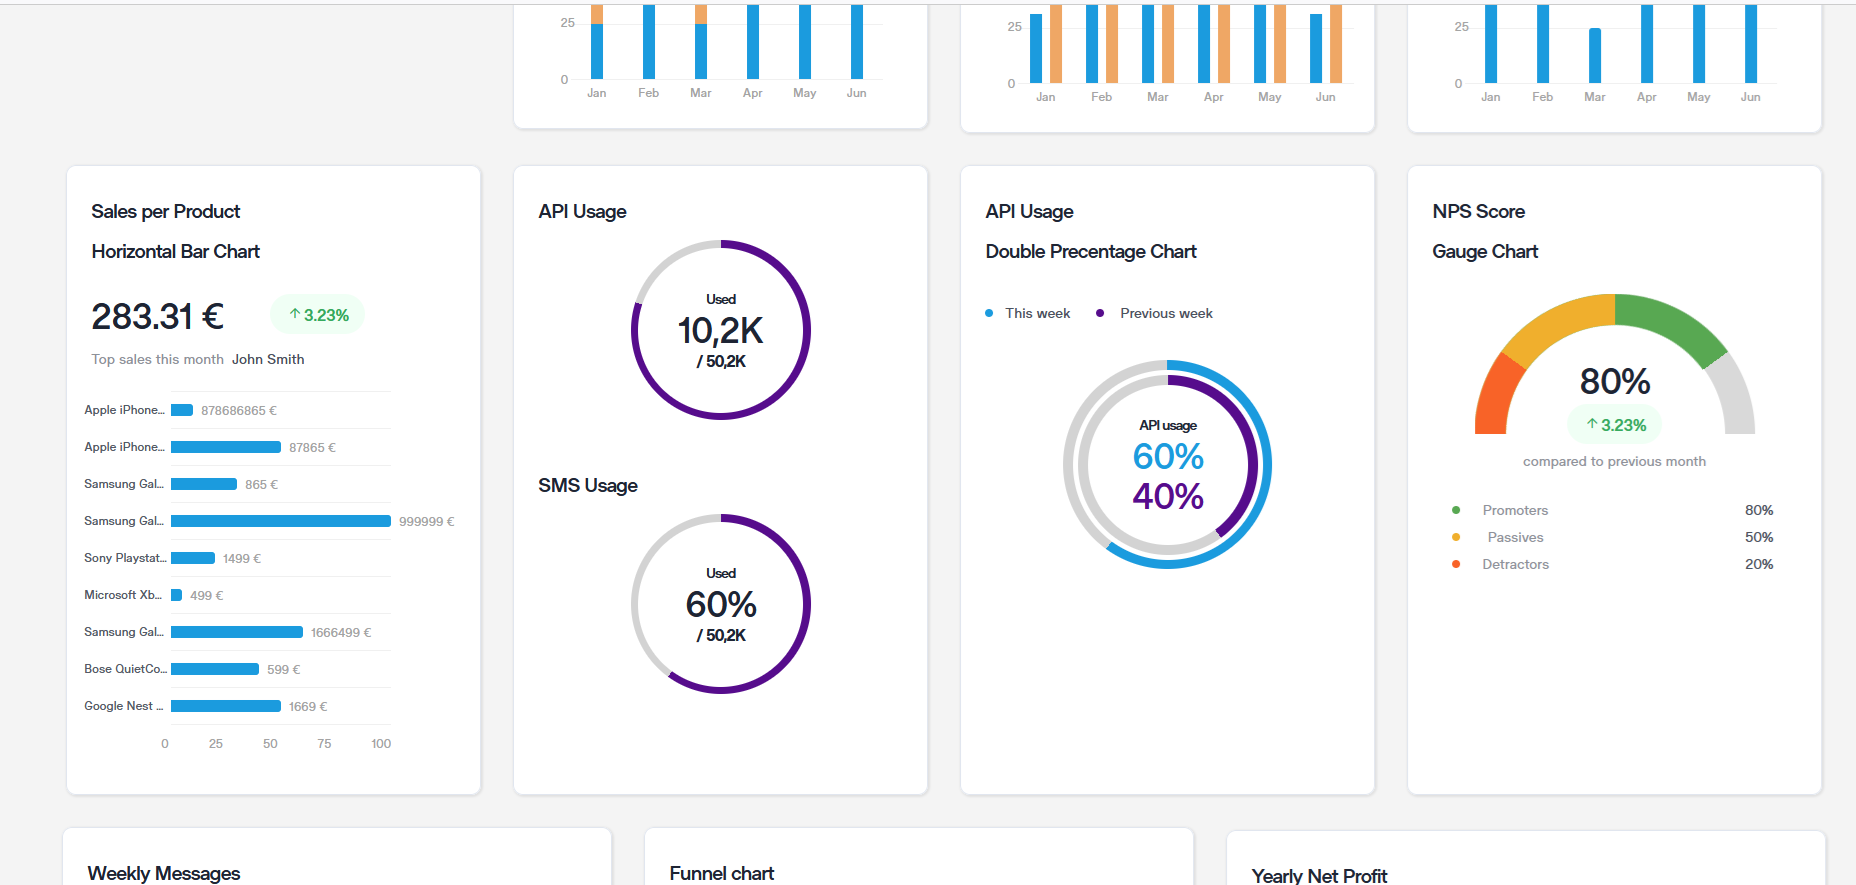 25
0
Jan Feb Mar Apr May Jun
25
0
Jan Feb Mar Apr May Jun
25
0
Jan Feb Mar Apr May Jun
Sales per Product
Horizontal Bar Chart
283.31 €
↑ 3.23%
Top sales this month John Smith
Apple iPhone... 878686865 €
Apple iPhone... 87865 €
Samsung Gal... 865 €
Samsung Gal... 999999 €
Sony Playstat... 1499 €
Microsoft Xb... 499 €
Samsung Gal... 1666499 €
Bose QuietCo... 599 €
Google Nest ... 1669 €
0 25 50 75 100
API Usage
Used
10,2K
/ 50,2K
SMS Usage
Used
60%
/ 50,2K
API Usage
Double Precentage Chart
This week Previous week
API usage
60%
40%
NPS Score
Gauge Chart
80%
↑ 3.23%
compared to previous month
Promoters 80%
Passives 50%
Detractors 20%
Weekly Messages
Funnel chart
Yearly Net Profit